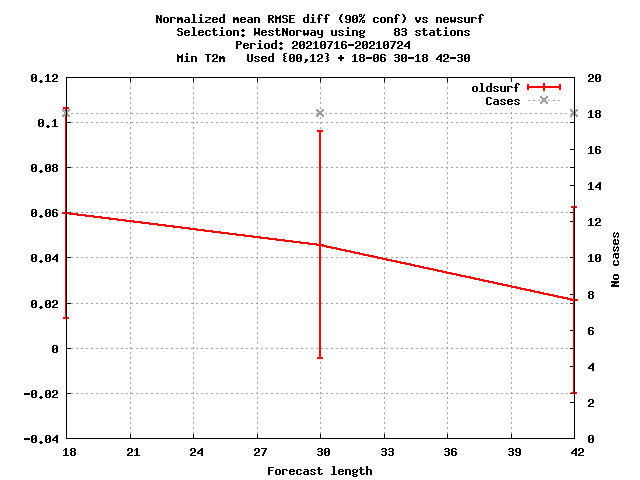 Normalized mean RMSE diff (90% conf) vs newsurf
Selection: WestNorway using    83 stations
Period: 20210716-20210724
Min T2m   Used {00,12} + 18-06 30-18 42-30
oldsurf
Cases
0.12
0.1
0.08
0.06
0.04
0.02
0
-0.02
-0.04
20
18
16
14
12
10
8
6
4
2
0
No cases
18 21 24 27 30 33 36 39 42
Forecast length